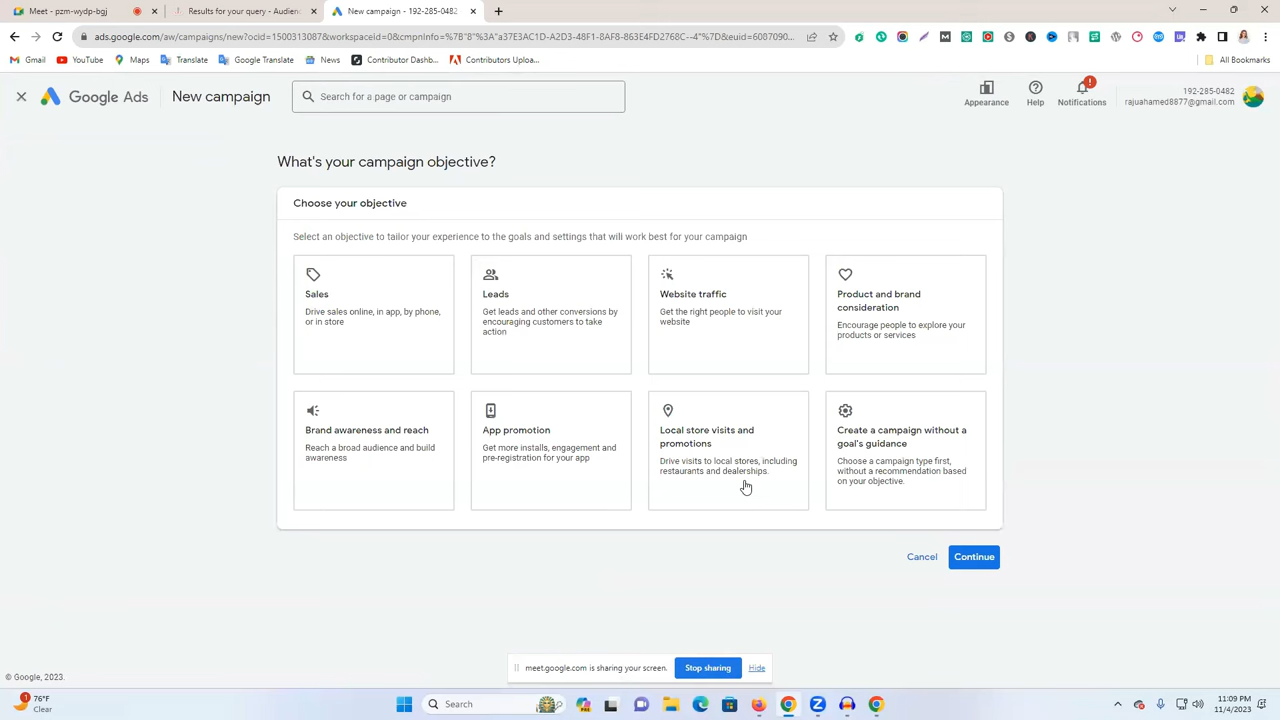 Meet - pzm-wydp-bgj
Results for your query - Audien
New campaign - 192-285-0482
ads.google.com/aw/campaigns/new?ocid=1500313087&workspaceId=0&cmpnInfo=%7B"8"%3A"a37E3AC1D-A2D3-48F1-8AF8-863E4FD2768C--4"%7D&euid=6087090...
Gmail
YouTube
Maps
Translate
Google Translate
News
Contributor Dashb...
Contributors Uploa...
All Bookmarks
Google Ads
New campaign
Search for a page or campaign
Appearance
Help
Notifications
192-285-0482
rajuahamed8877@gmail.com
What's your campaign objective?
Choose your objective
Select an objective to tailor your experience to the goals and settings that will work best for your campaign
Sales
Drive sales online, in app, by phone,
or in store
Leads
Get leads and other conversions by
encouraging customers to take
action
Website traffic
Get the right people to visit your
website
Product and brand
consideration
Encourage people to explore your
products or services
Brand awareness and reach
Reach a broad audience and build
awareness
App promotion
Get more installs, engagement and
pre-registration for your app
Local store visits and
promotions
Drive visits to local stores, including
restaurants and dealerships.
Create a campaign without a
goal's guidance
Choose a campaign type first,
without a recommendation based
on your objective.
Cancel
Continue
meet.google.com is sharing your screen.
Stop sharing
Hide
© Google, 2023.
1
76°F
Clear
Search
11:09 PM
11/4/2023